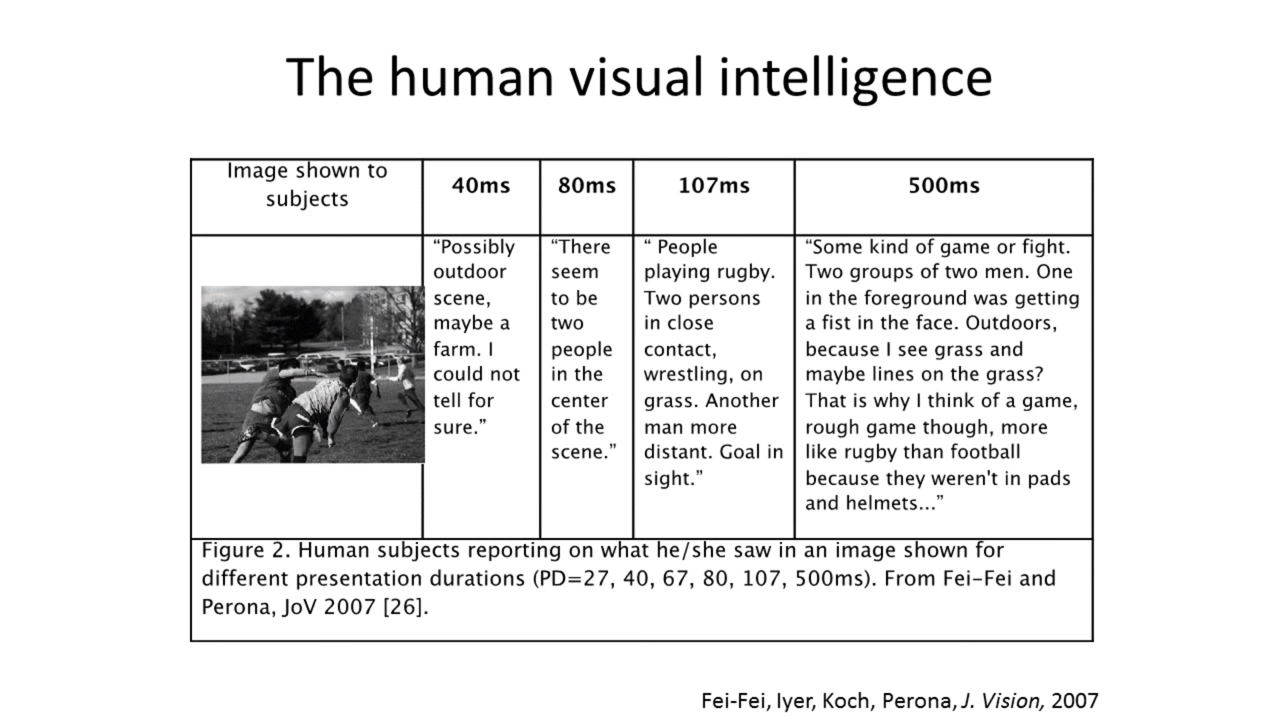 The human visual intelligence
Image shown to
subjects
40ms
80ms
107ms
500ms
“Possibly
outdoor
scene,
maybe a
farm. I
could not
tell for
sure.”
“There
seem
to be
two
people
in the
center
of the
scene.”
“ People
playing rugby.
Two persons
in close
contact,
wrestling, on
grass. Another
man more
distant. Goal in
sight.”
“Some kind of game or fight.
Two groups of two men. One
in the foreground was getting
a fist in the face. Outdoors,
because I see grass and
maybe lines on the grass?
That is why I think of a game,
rough game though, more
like rugby than football
because they weren't in pads
and helmets...”
Figure 2. Human subjects reporting on what he/she saw in an image shown for
different presentation durations (PD=27, 40, 67, 80, 107, 500ms). From Fei-Fei and
Perona, JoV 2007 [26].
Fei-Fei, Iyer, Koch, Perona, J. Vision, 2007